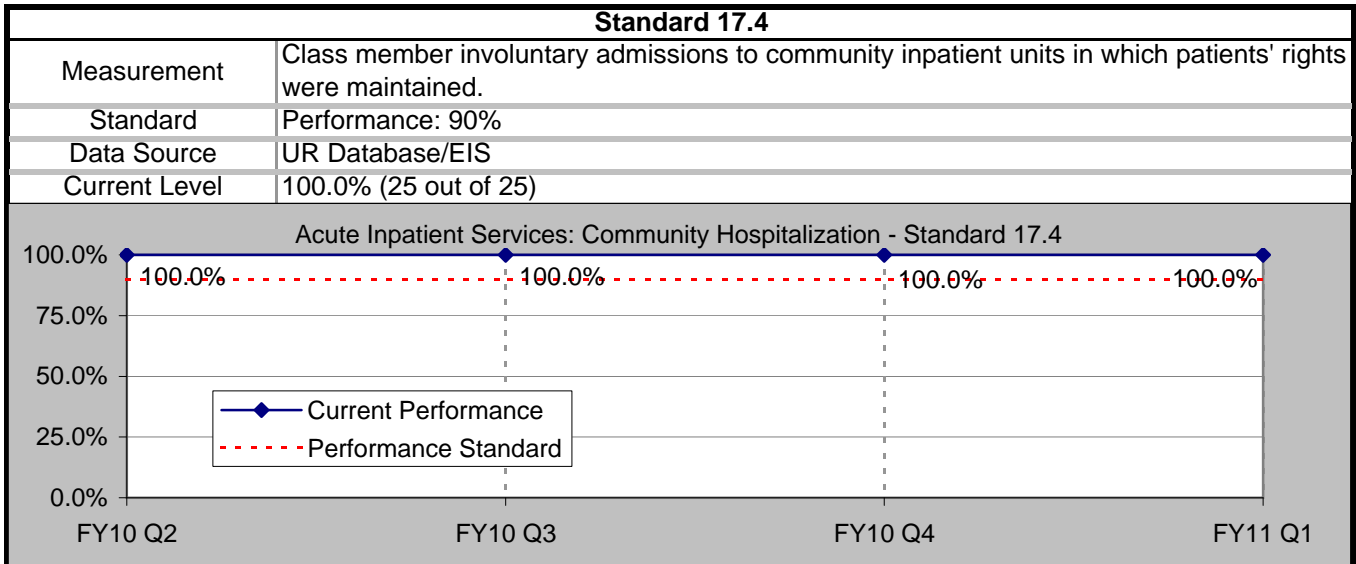 Standard 17.4
Measurement
Class member involuntary admissions to community inpatient units in which patients' rights
were maintained.
Standard
Performance: 90%
Data Source
UR Database/EIS
Current Level
100.0% (25 out of 25)
Acute Inpatient Services: Community Hospitalization - Standard 17.4
100.0%
100.0%
100.0%
100.0%
100.0%
75.0%
50.0%
25.0%
0.0%
Current Performance
Performance Standard
FY10 Q2
FY10 Q3
FY10 Q4
FY11 Q1